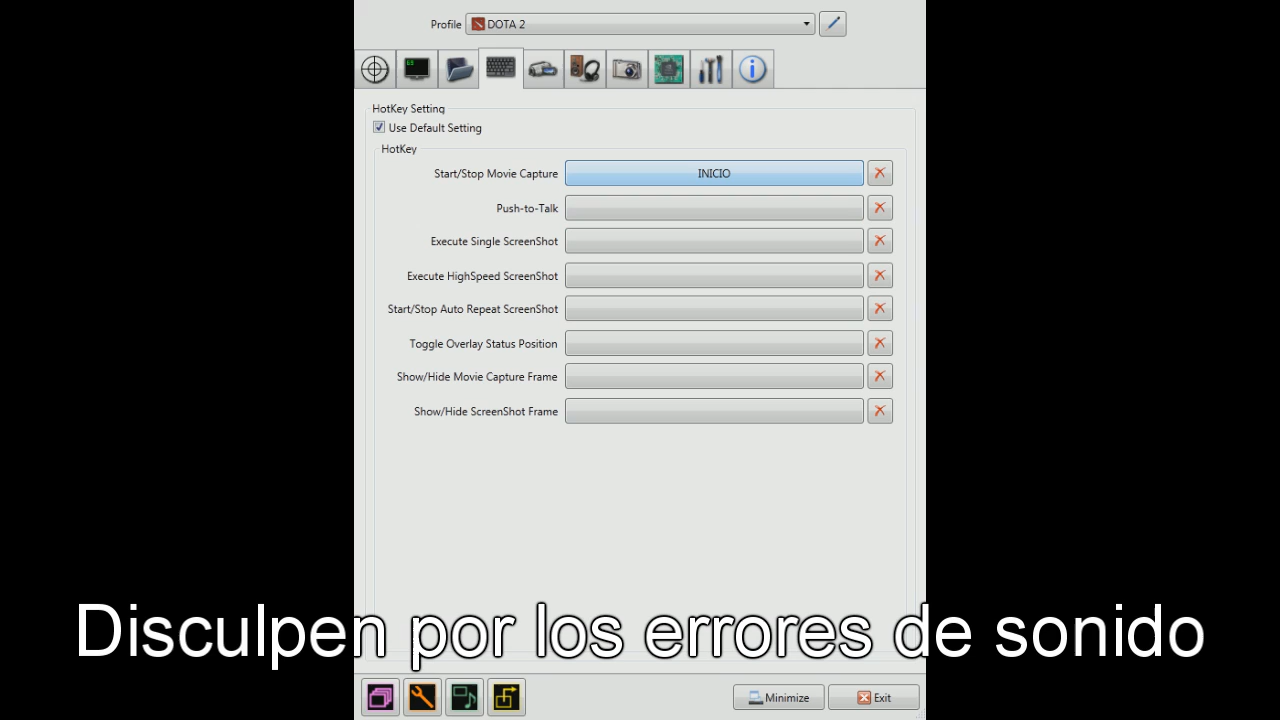 Profile DOTA 2
HotKey Setting
Use Default Setting
HotKey
Start/Stop Movie Capture INICIO
Push-to-Talk
Execute Single ScreenShot
Execute HighSpeed ScreenShot
Start/Stop Auto Repeat ScreenShot
Toggle Overlay Status Position
Show/Hide Movie Capture Frame
Show/Hide ScreenShot Frame
Disculpen por los errores de sonido
Minimize Exit